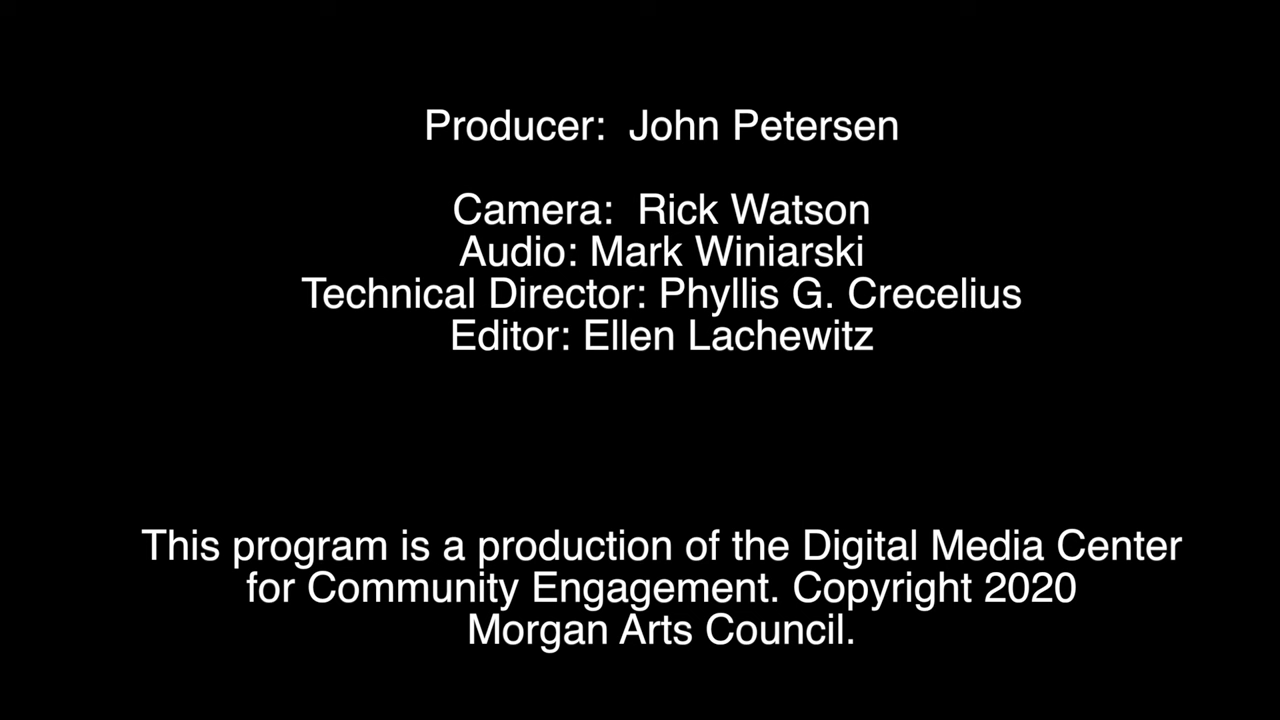 Producer:  John Petersen
Camera:  Rick Watson
Audio: Mark Winiarski
Technical Director: Phyllis G. Crecelius
Editor: Ellen Lachewitz
This program is a production of the Digital Media Center
for Community Engagement. Copyright 2020
Morgan Arts Council.